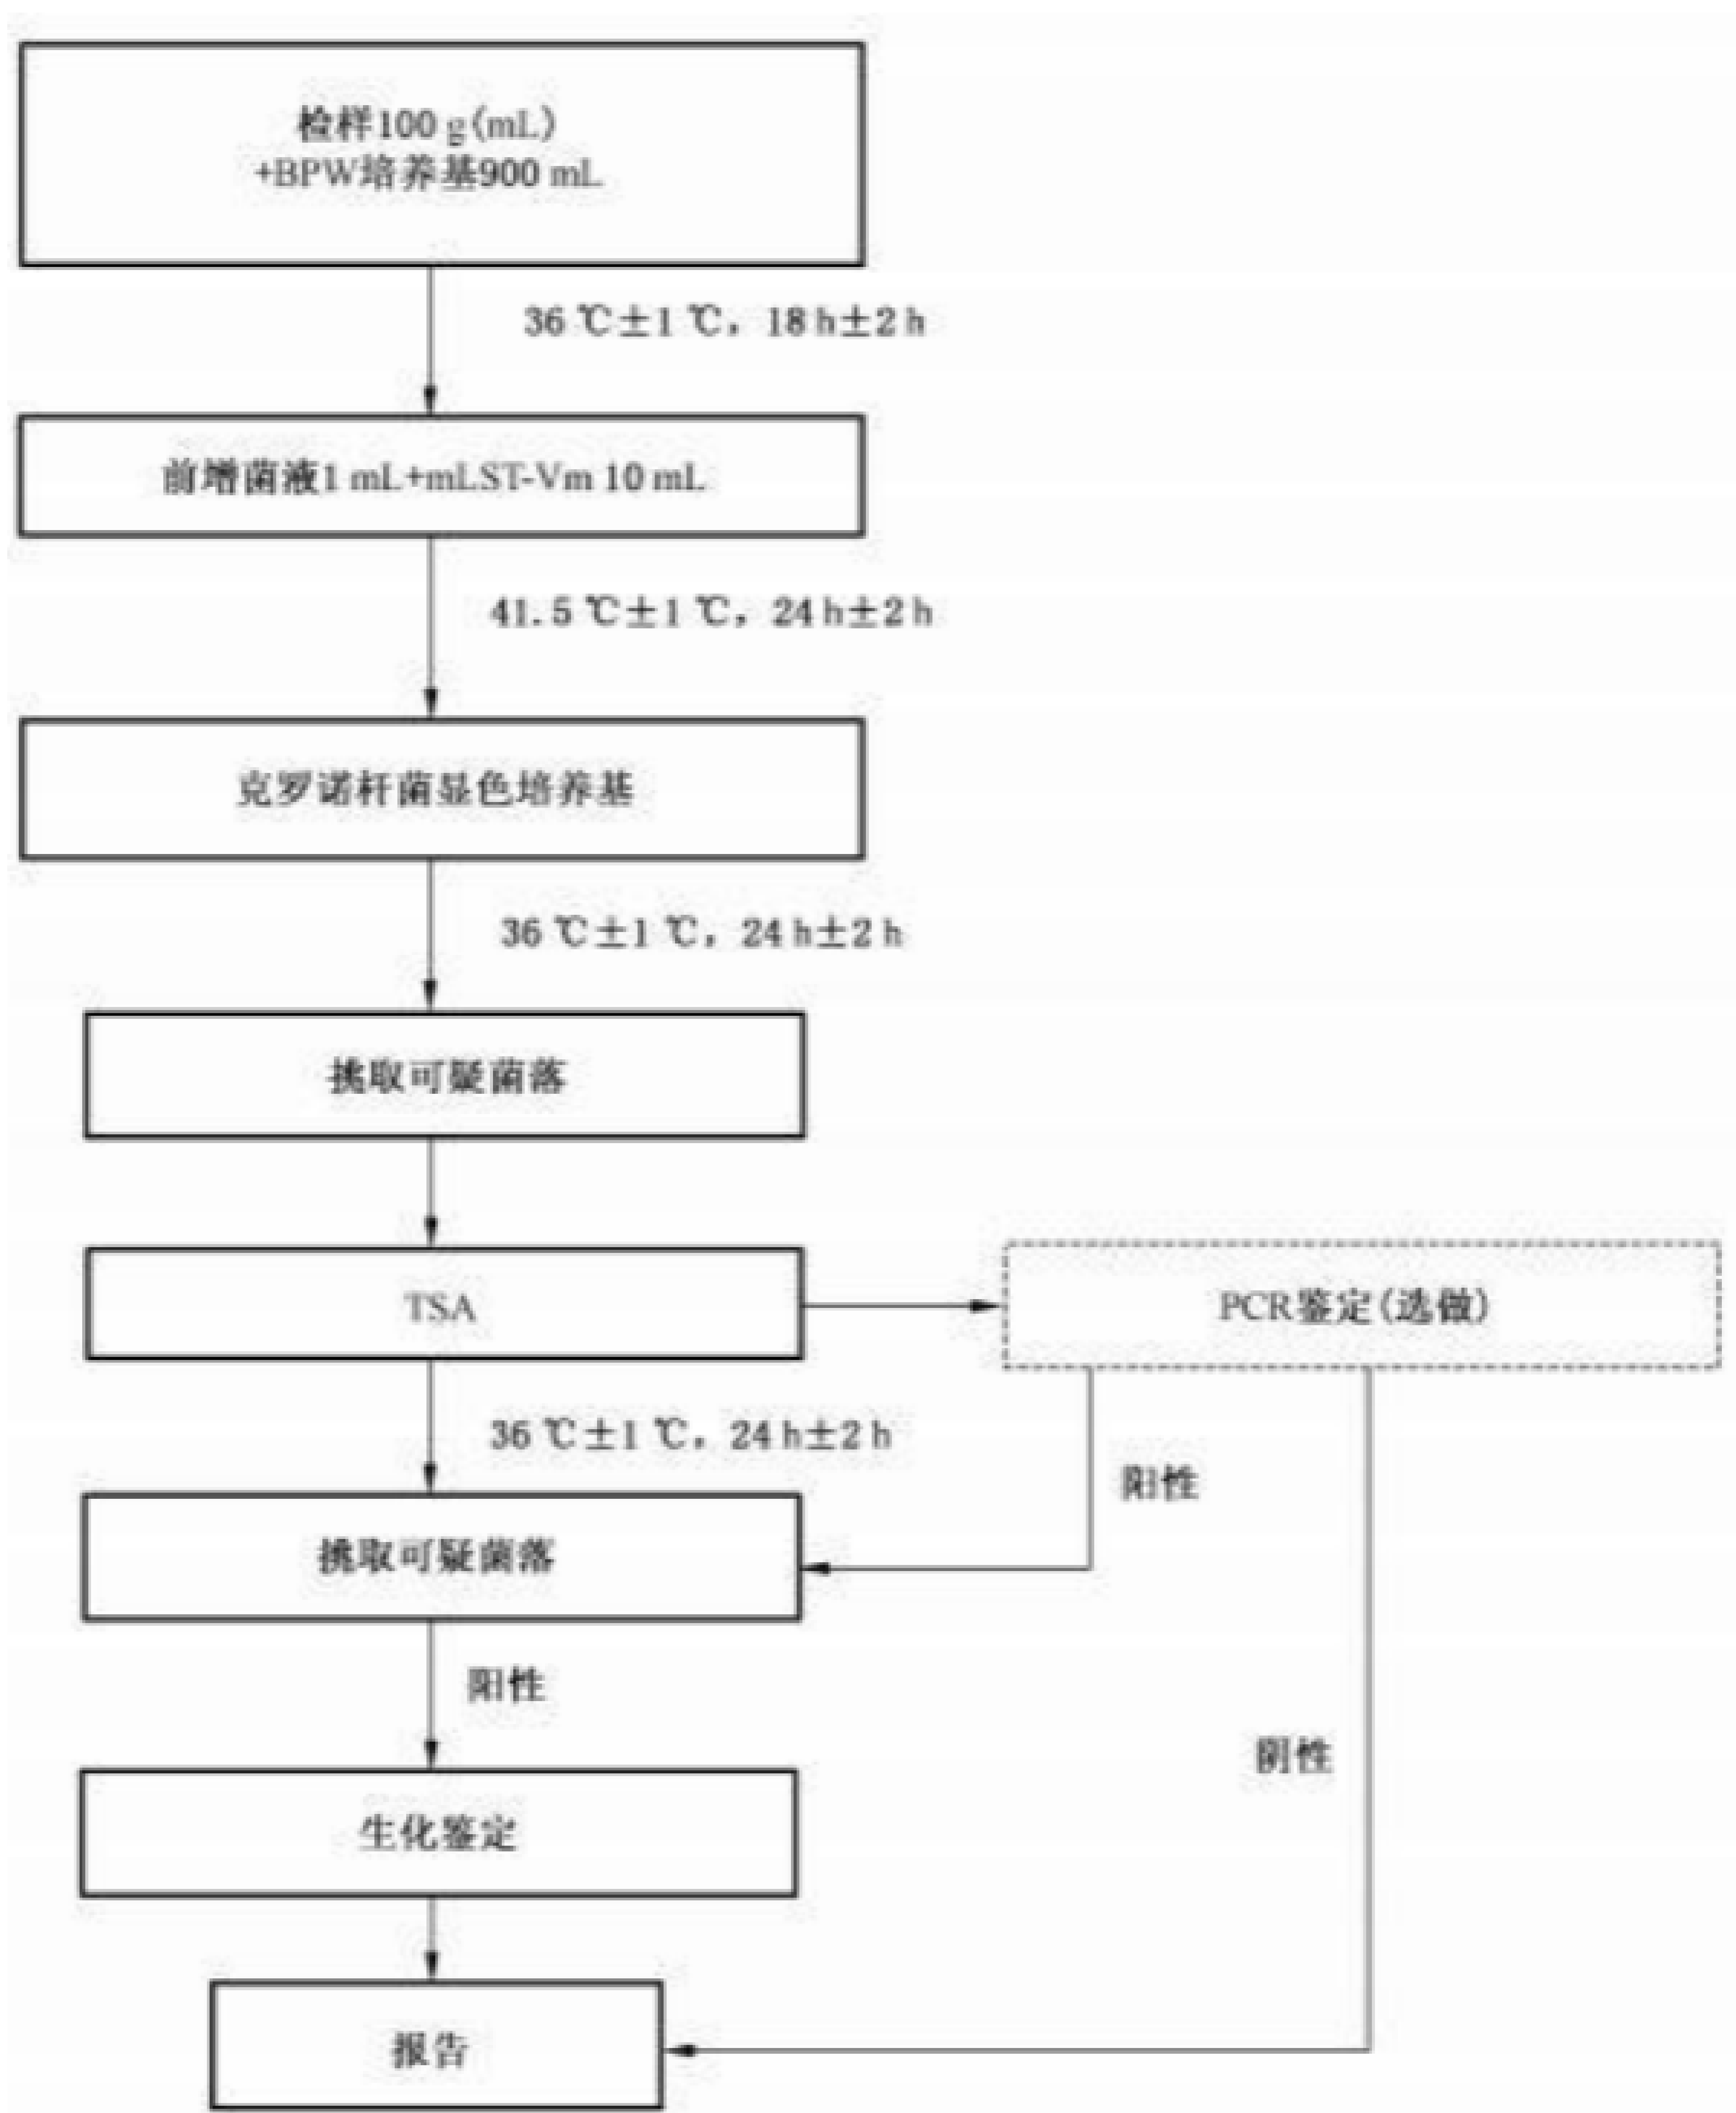 检样100 g(mL)
+BPW培养基900 mL
36 ℃±1 ℃，18 h±2 h
前增菌液1 mL+mLST-Vm 10 mL
41.5 ℃±1 ℃，24 h±2 h
克罗诺杆菌显色培养基
36 ℃±1 ℃，24 h±2 h
挑取可疑菌落
TSA
PCR鉴定(选做)
36 ℃±1 ℃，24 h±2 h
阳性
挑取可疑菌落
阳性
阴性
生化鉴定
报告